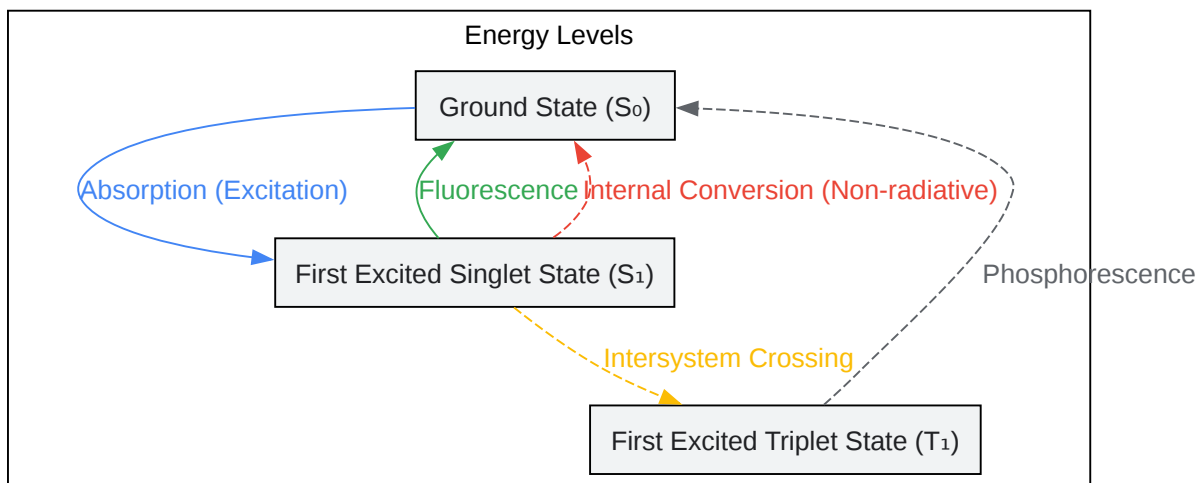 Energy Levels
Ground State (S₀)
Absorption (Excitation)
Fluorescence
Internal Conversion (Non-radiative)
First Excited Singlet State (S₁)
Phosphorescence
Intersystem Crossing
First Excited Triplet State (T₁)